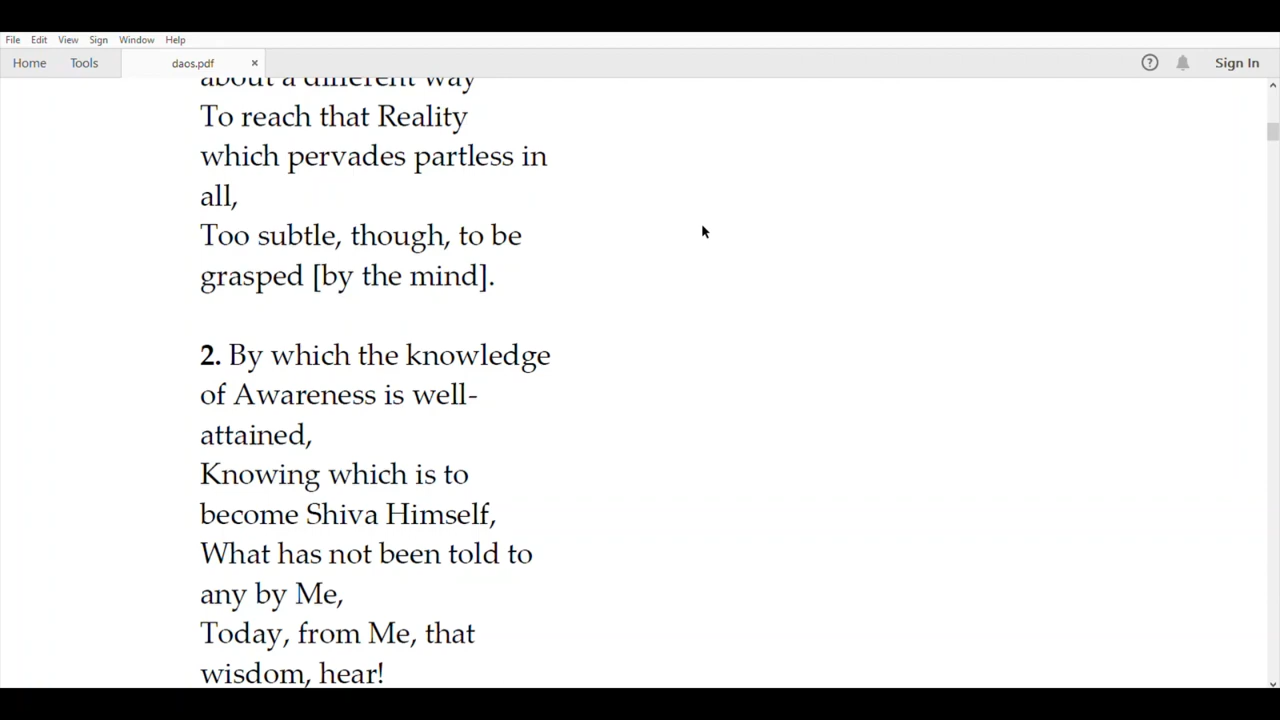 File Edit View Sign Window Help
Home Tools daos.pdf × ? Sign In
about a different way
To reach that Reality
which pervades partless in
all,
Too subtle, though, to be
grasped [by the mind].
2. By which the knowledge
of Awareness is well-
attained,
Knowing which is to
become Shiva Himself,
What has not been told to
any by Me,
Today, from Me, that
wisdom, hear!